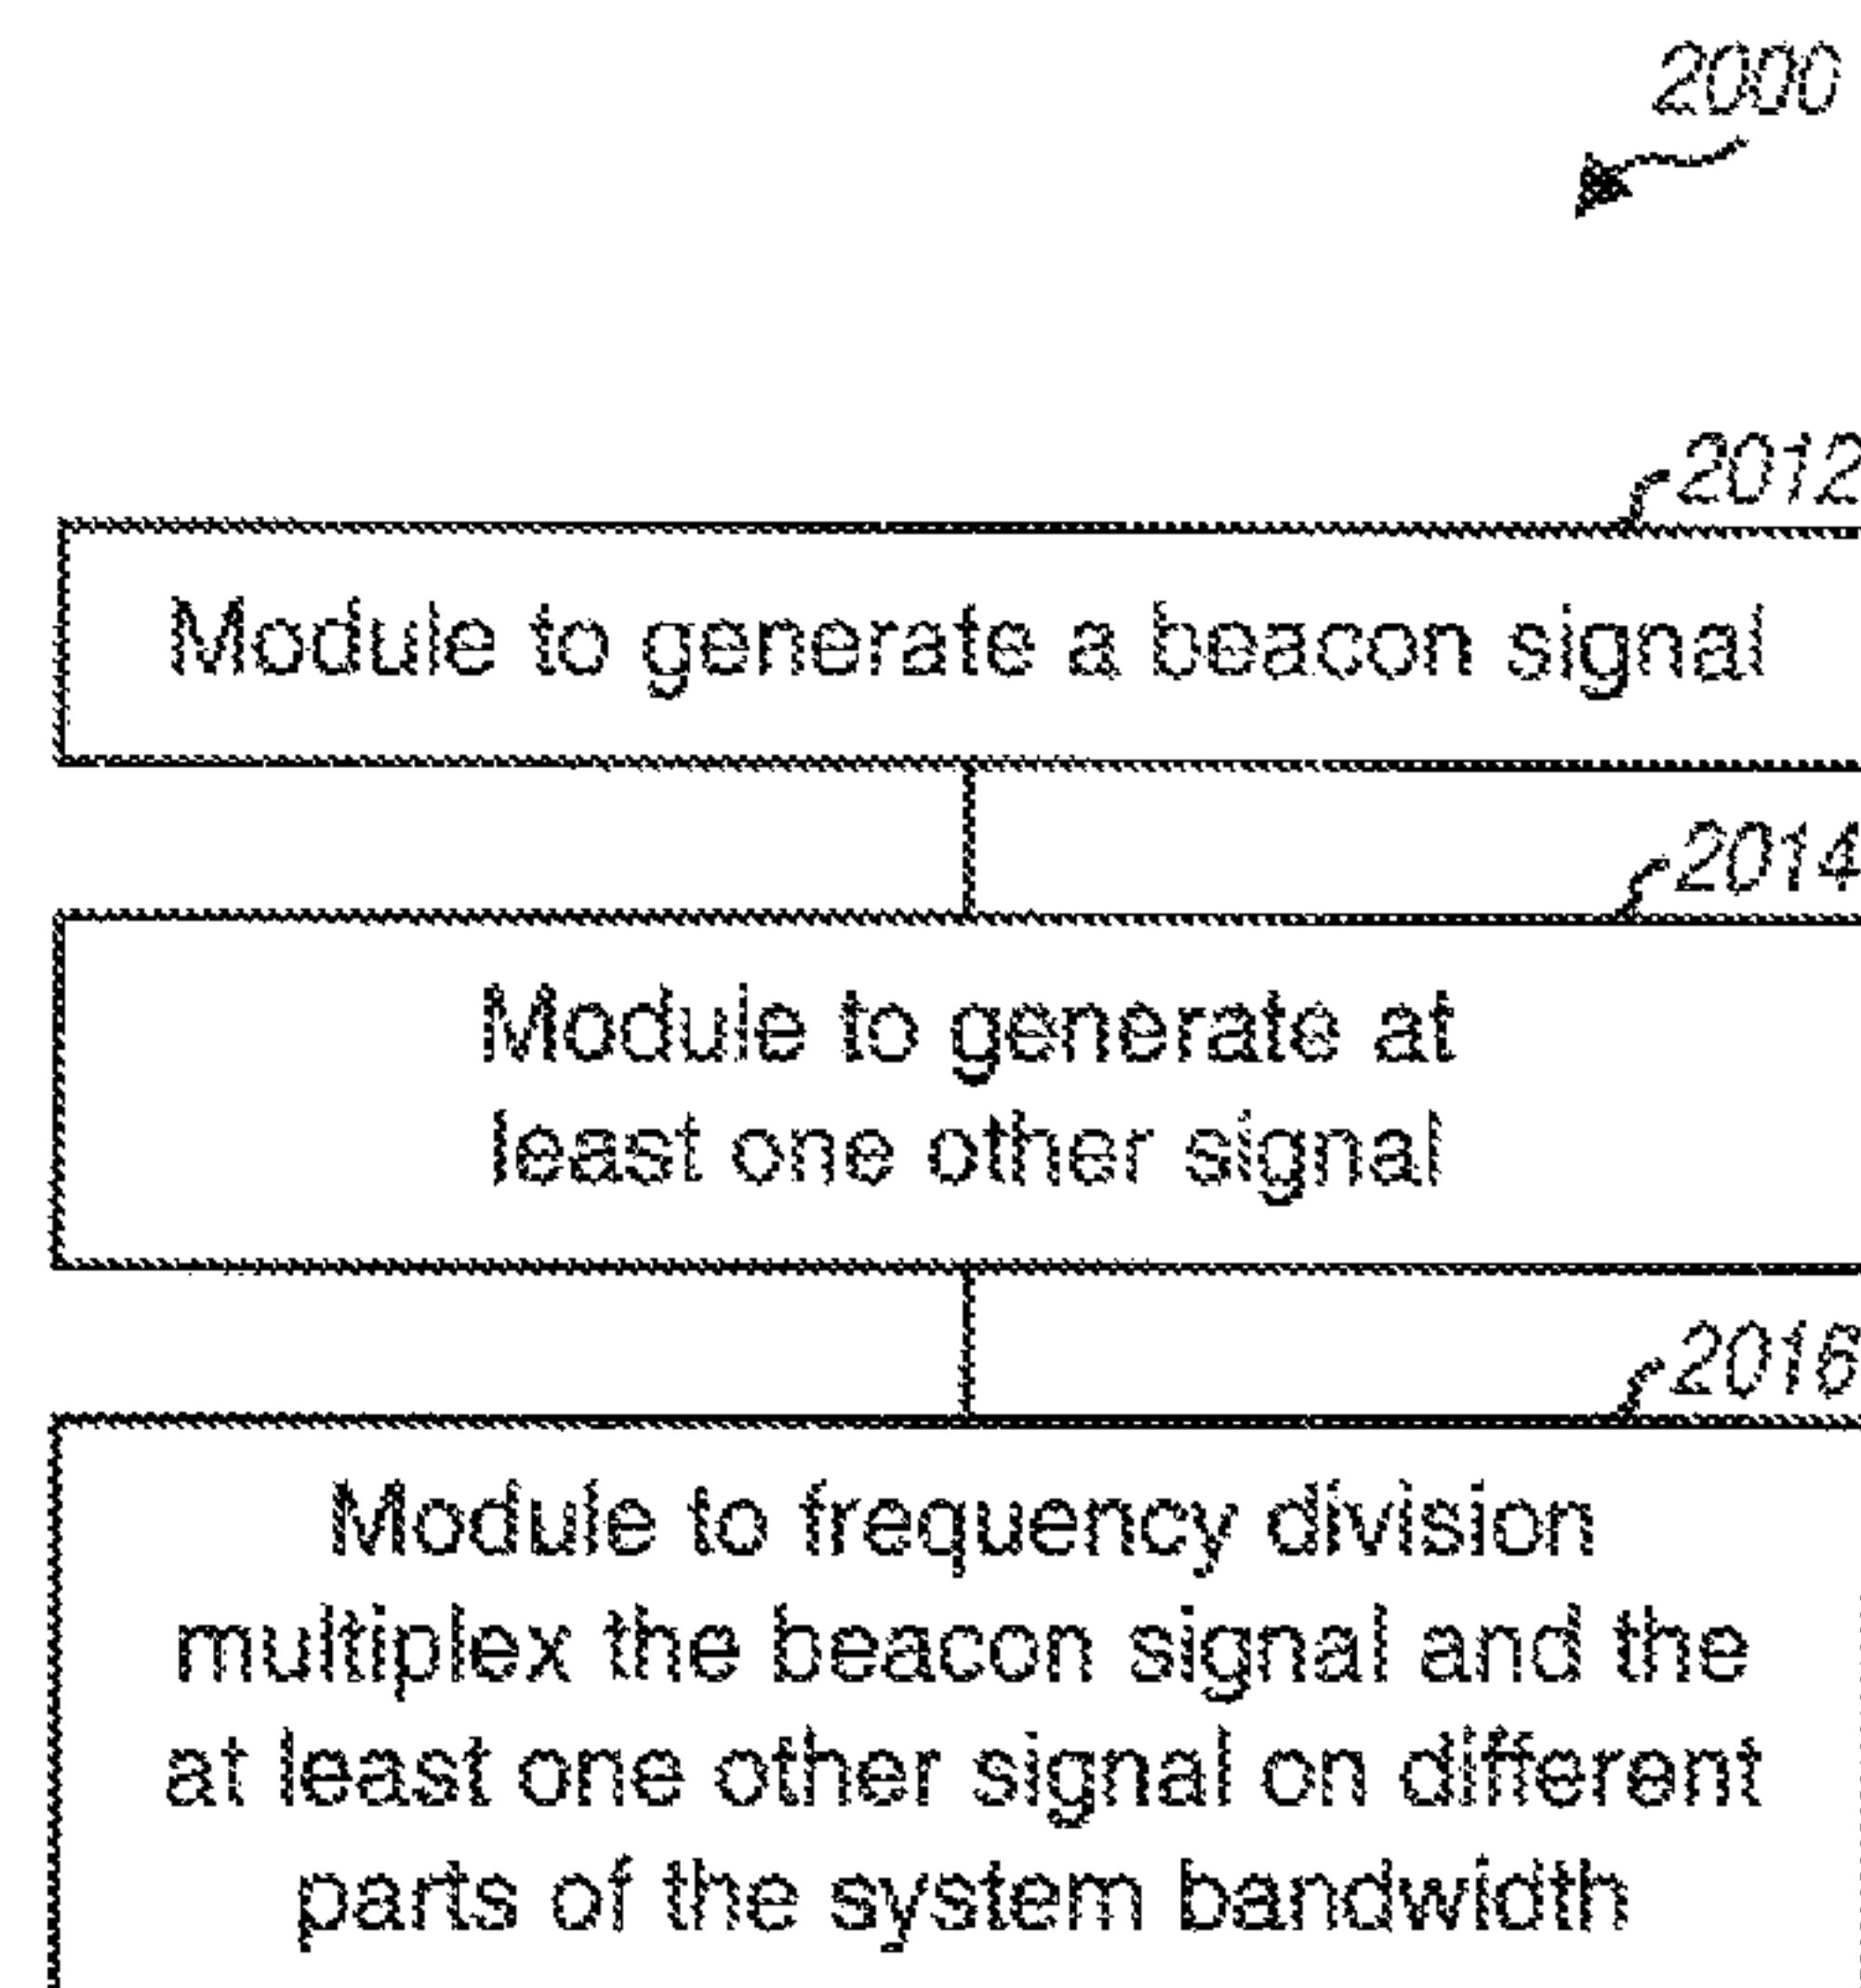 2000
2012
Module to generate a beacon signal
2014
Module to generate at
least one other signal
2016
Module to frequency division
multiplex the beacon signal and the
at least one other signal on different
parts of the system bandwidth